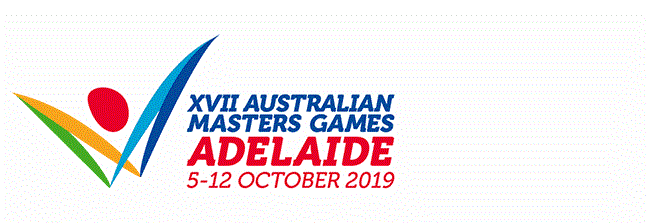 XVII AUSTRALIAN
MASTERS GAMES
ADELAIDE
5-12 OCTOBER 2019